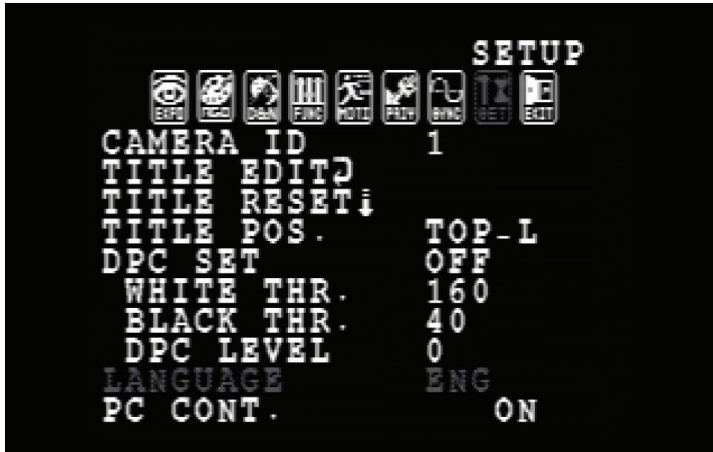 SETUP
EXPO D&N FUNC MOTI PRIV SYNC SET EXIT
CAMERA ID 1
TITLE EDIT
TITLE RESET
TITLE POS. TOP-L
DPC SET OFF
WHITE THR. 160
BLACK THR. 40
DPC LEVEL 0
LANGUAGE ENG
PC CONT. ON